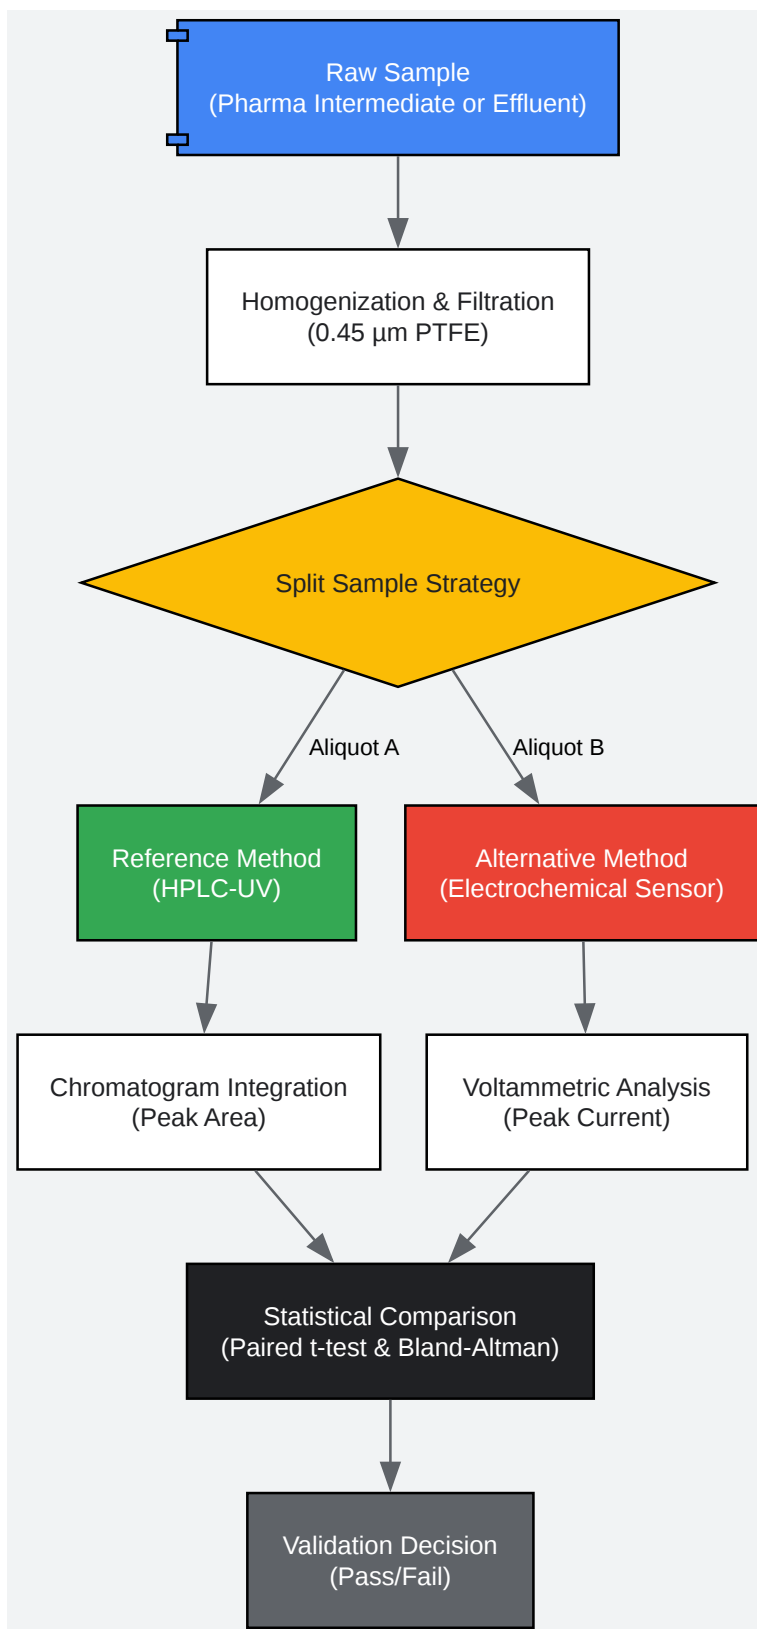 Raw Sample
(Pharma Intermediate or Effluent)
Homogenization & Filtration
(0.45 µm PTFE)
Split Sample Strategy
Aliquot A
Aliquot B
Reference Method
(HPLC-UV)
Alternative Method
(Electrochemical Sensor)
Chromatogram Integration
(Peak Area)
Voltammetric Analysis
(Peak Current)
Statistical Comparison
(Paired t-test & Bland-Altman)
Validation Decision
(Pass/Fail)